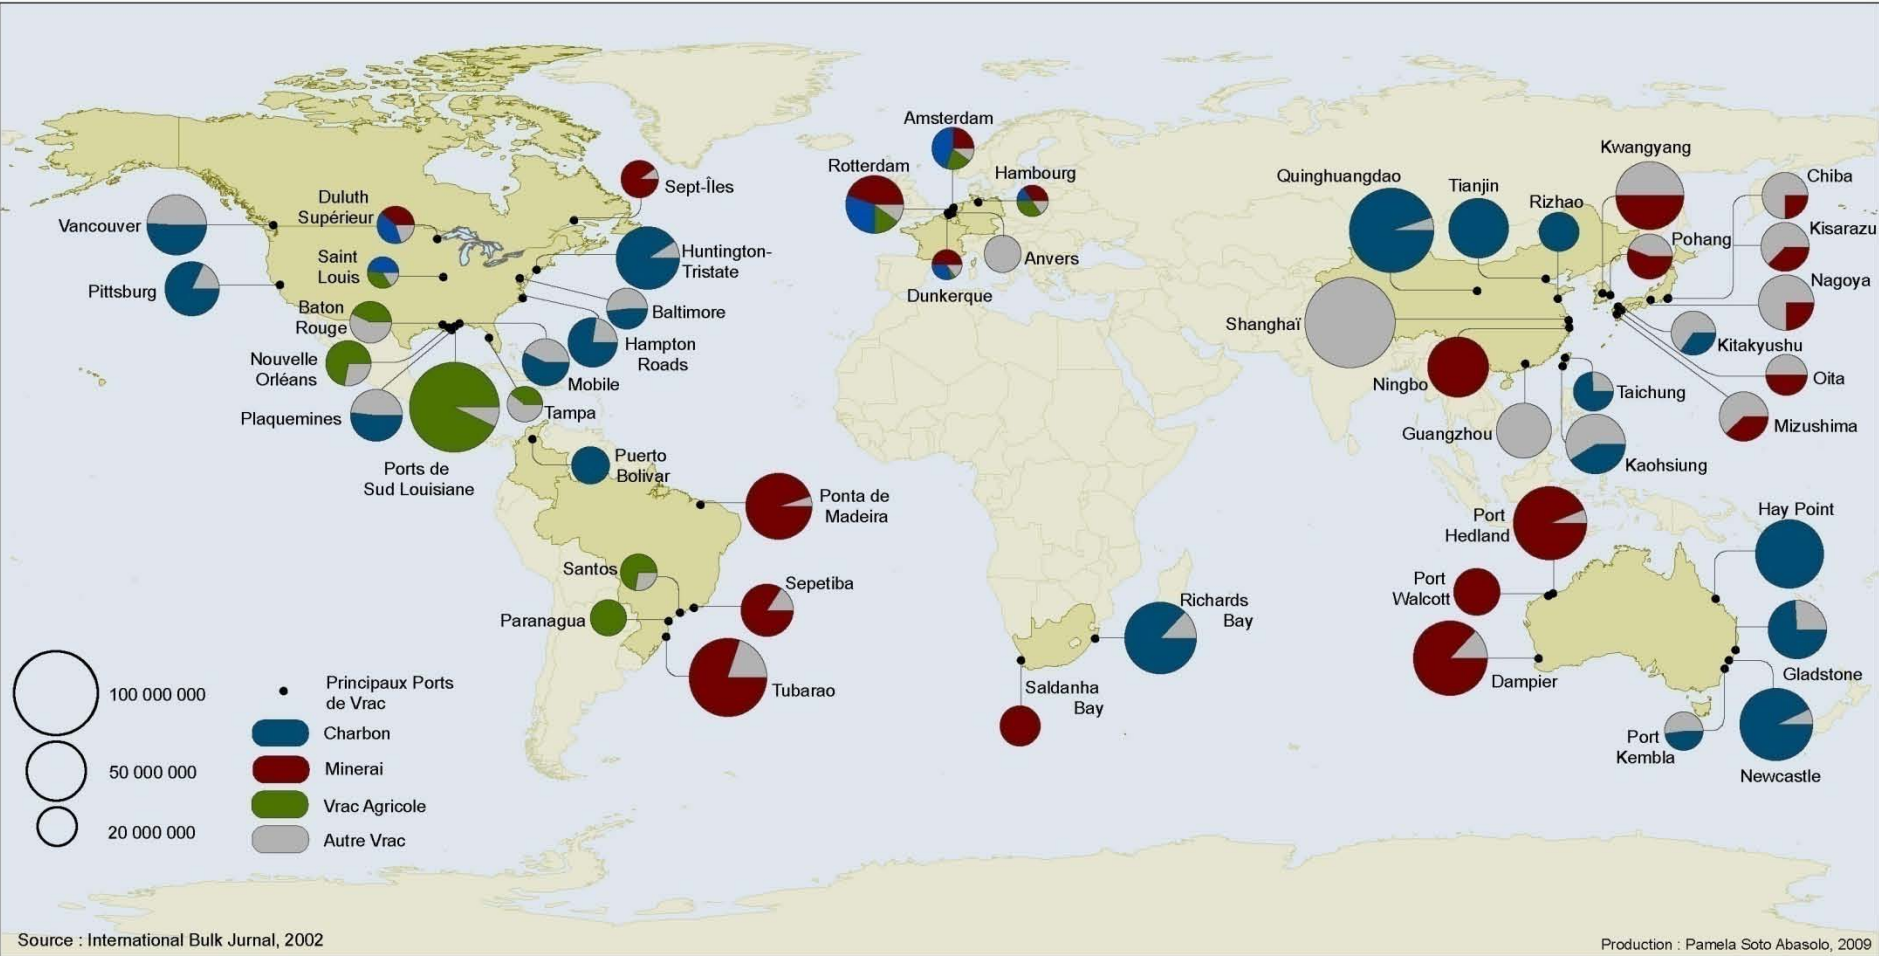 Amsterdam
Rotterdam
Hambourg
Anvers
Dunkerque
Kwangyang
Quinghuangdao
Tianjin
Rizhao
Chiba
Kisarazu
Pohang
Nagoya
Kitakyushu
Oita
Mizushima
Shanghaï
Ningbo
Guangzhou
Taichung
Kaohsiung
Sept-Îles
Duluth
Supérieur
Vancouver
Saint
Louis
Huntington-
Tristate
Pittsburg
Baton
Rouge
Baltimore
Hampton
Roads
Nouvelle
Orléans
Mobile
Plaquemines
Tampa
Ports de
Sud Louisiane
Puerto
Bolivar
Ponta de
Madeira
Santos
Sepetiba
Paranagua
Tubarao
Richards
Bay
Saldanha
Bay
Port
Hedland
Hay Point
Port
Walcott
Dampier
Gladstone
Port
Kembla
Newcastle
100 000 000
50 000 000
20 000 000
Principaux Ports
de Vrac
Charbon
Minerai
Vrac Agricole
Autre Vrac
Source : International Bulk Jurnal, 2002
Production : Pamela Soto Abasolo, 2009